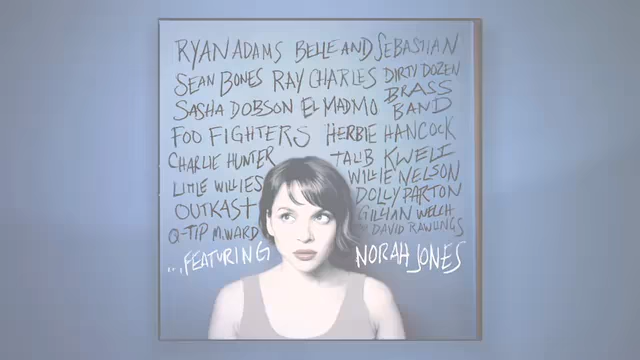 RYAN ADAMS BELLE AND SEBASTIAN
SEAN BONES RAY CHARLES DIRTY DOZEN BRASS BAND
SASHA DOBSON EL MADMO
FOO FIGHTERS HERBIE HANCOCK
CHARLIE HUNTER TALIB KWELI
LITTLE WILLIES WILLIE NELSON
OUTKAST DOLLY PARTON
Q-TIP M. WARD GILLIAN WELCH
DAVID RAWLINGS
...FEATURING NORAH JONES